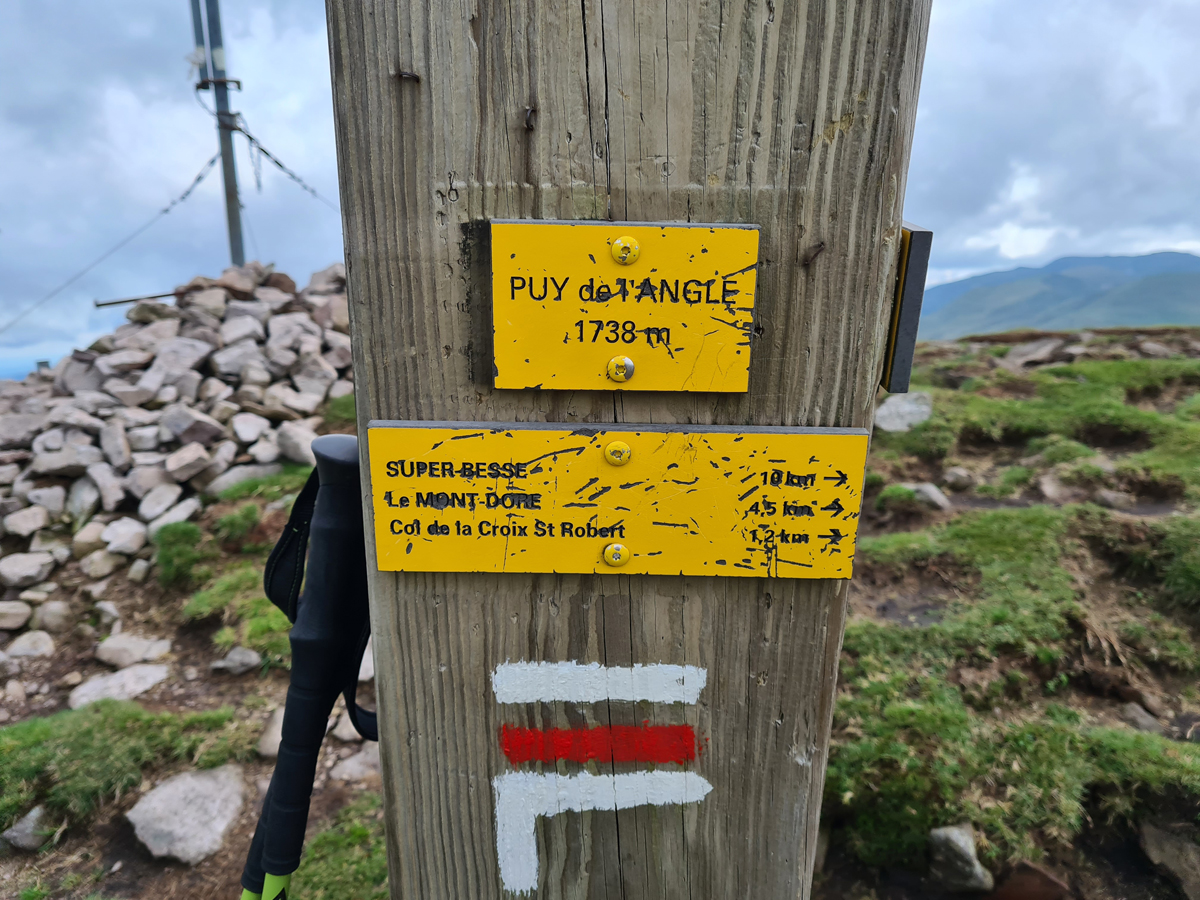 PUY de l'ANGLE
1738 m
SUPER-BESSE 10 km →
Le MONT-DORE 4,5 km →
Col de la Croix St Robert 1,2 km →